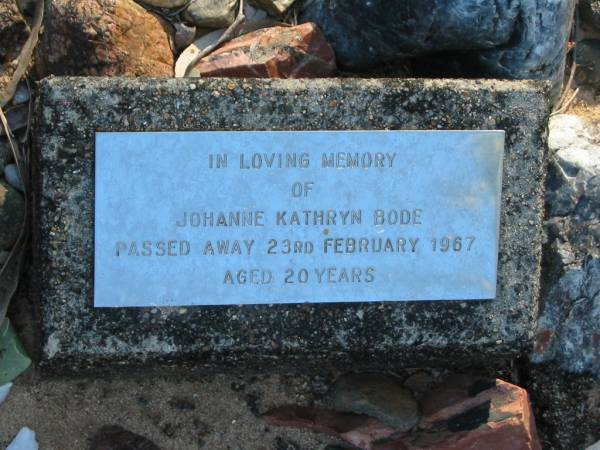 IN LOVING MEMORY
OF
JOHANNE KATHRYN BODE
PASSED AWAY 23RD FEBRUARY 1967
AGED 20 YEARS